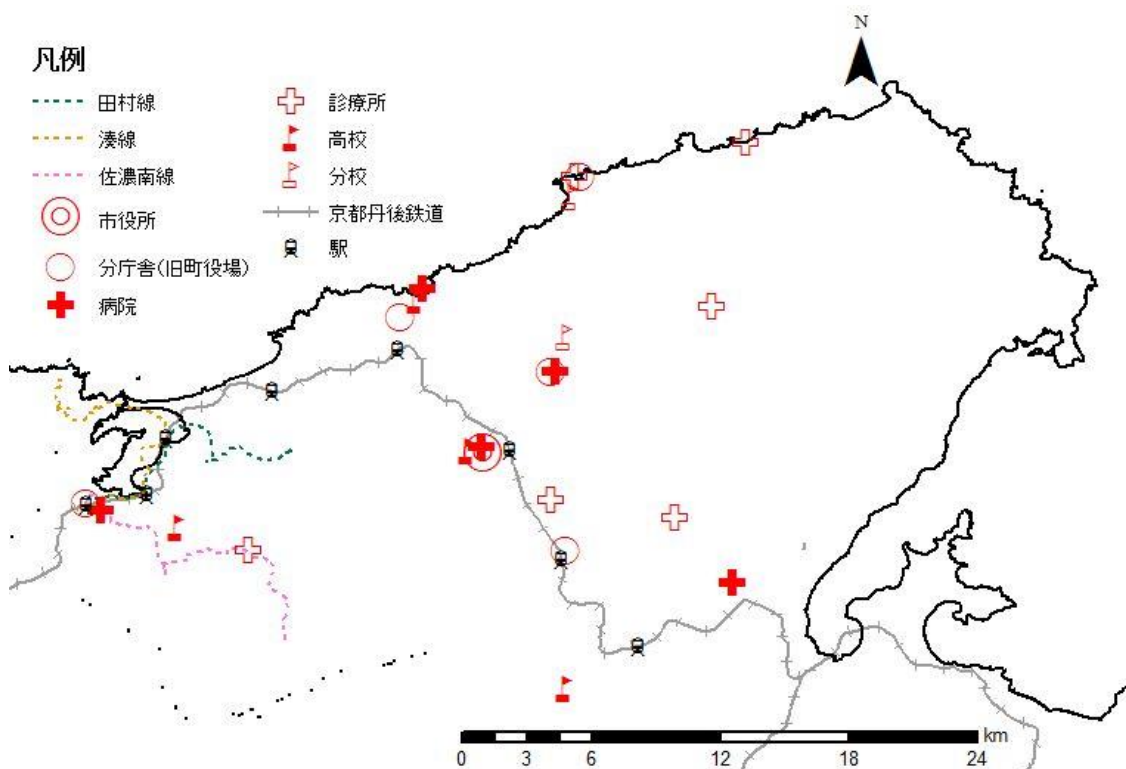 凡例
田村線
湊線
佐濃南線
市役所
分庁舎(旧町役場)
病院
診療所
高校
分校
京都丹後鉄道
駅
N
km
0 3 6 12 18 24